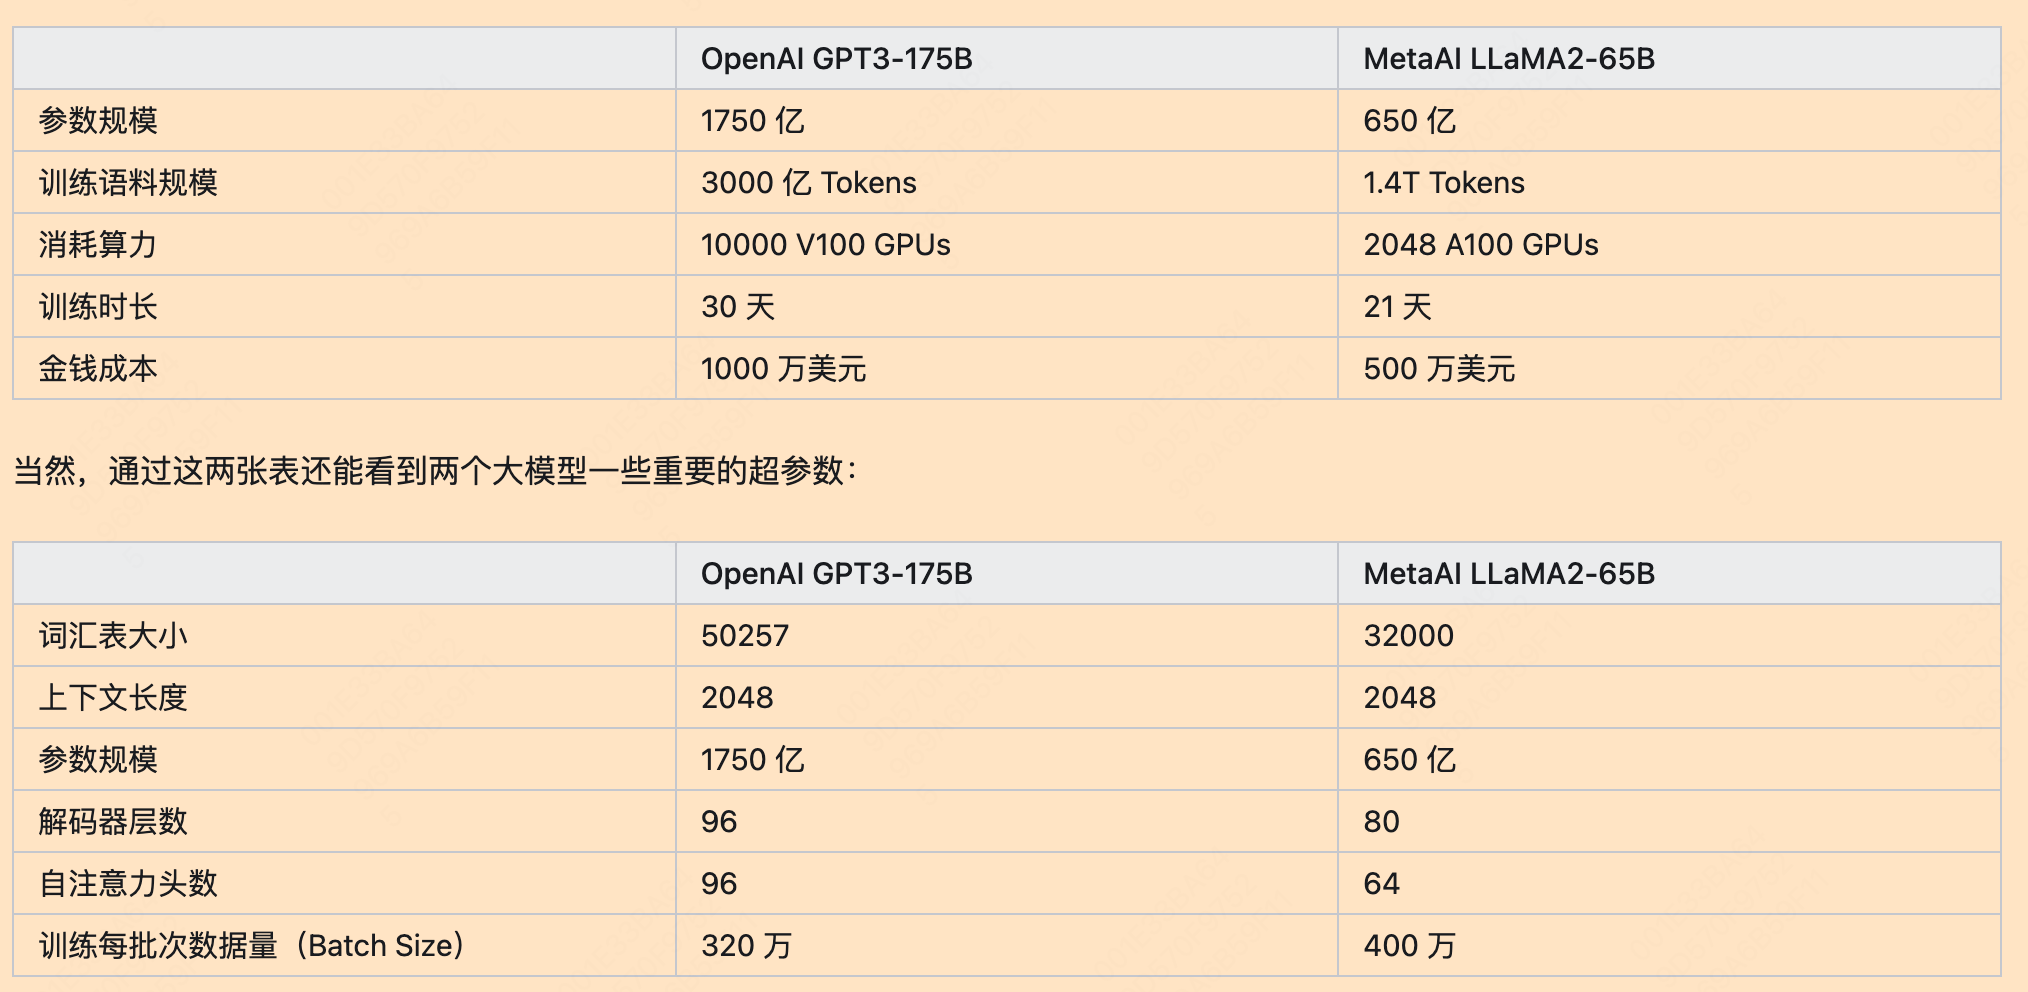 OpenAI GPT3-175B MetaAI LLaMA2-65B
参数规模 1750 亿 650 亿
训练语料规模 3000 亿 Tokens 1.4T Tokens
消耗算力 10000 V100 GPUs 2048 A100 GPUs
训练时长 30 天 21 天
金钱成本 1000 万美元 500 万美元
当然，通过这两张表还能看到两个大模型一些重要的超参数：
OpenAI GPT3-175B MetaAI LLaMA2-65B
词汇表大小 50257 32000
上下文长度 2048 2048
参数规模 1750 亿 650 亿
解码器层数 96 80
自注意力头数 96 64
训练每批次数据量（Batch Size） 320 万 400 万